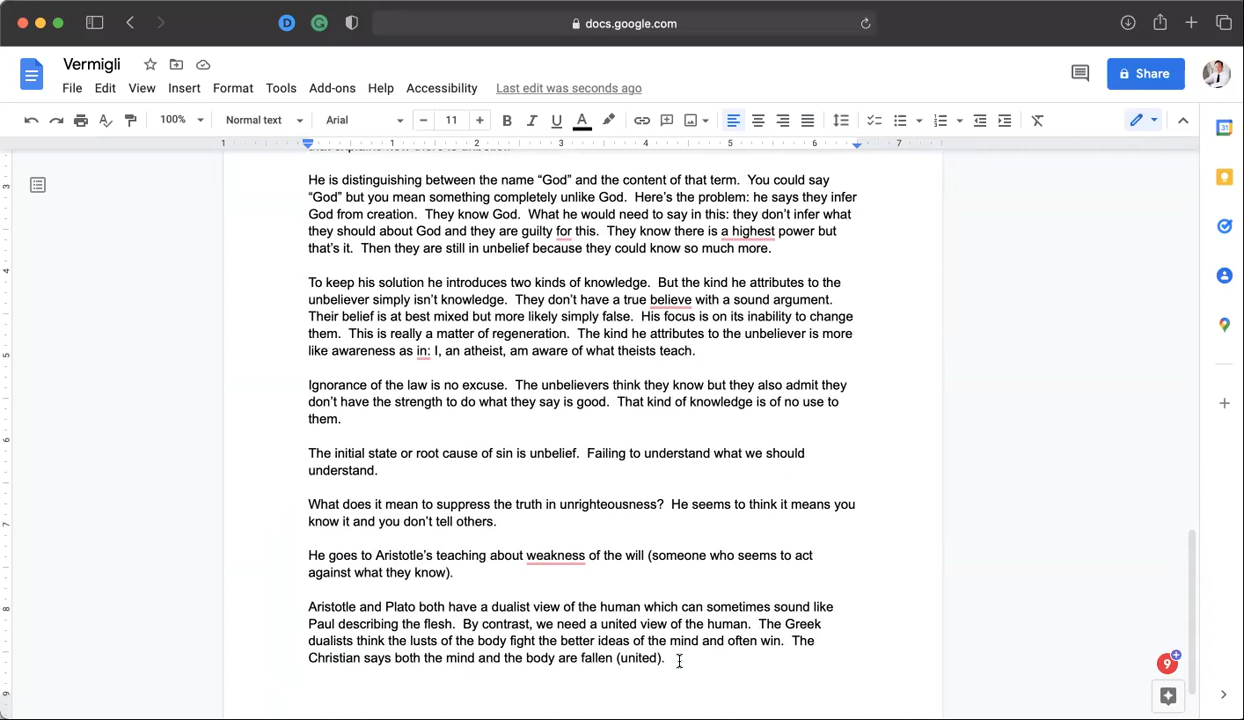 docs.google.com
Vermigli
File Edit View Insert Format Tools Add-ons Help Accessibility Last edit was seconds ago
Share
100% Normal text Arial 11
1 1 2 3 4 5 6 7
He is distinguishing between the name “God” and the content of that term.  You could say
“God” but you mean something completely unlike God.  Here’s the problem: he says they infer
God from creation.  They know God.  What he would need to say in this: they don’t infer what
they should about God and they are guilty for this.  They know there is a highest power but
that’s it.  Then they are still in unbelief because they could know so much more.
To keep his solution he introduces two kinds of knowledge.  But the kind he attributes to the
unbeliever simply isn’t knowledge.  They don’t have a true believe with a sound argument.
Their belief is at best mixed but more likely simply false.  His focus is on its inability to change
them.  This is really a matter of regeneration.  The kind he attributes to the unbeliever is more
like awareness as in: I, an atheist, am aware of what theists teach.
Ignorance of the law is no excuse.  The unbelievers think they know but they also admit they
don’t have the strength to do what they say is good.  That kind of knowledge is of no use to
them.
The initial state or root cause of sin is unbelief.  Failing to understand what we should
understand.
What does it mean to suppress the truth in unrighteousness?  He seems to think it means you
know it and you don’t tell others.
He goes to Aristotle’s teaching about weakness of the will (someone who seems to act
against what they know).
Aristotle and Plato both have a dualist view of the human which can sometimes sound like
Paul describing the flesh.  By contrast, we need a united view of the human.  The Greek
dualists think the lusts of the body fight the better ideas of the mind and often win.  The
Christian says both the mind and the body are fallen (united).
3
4
5
6
7
8
9
31
9